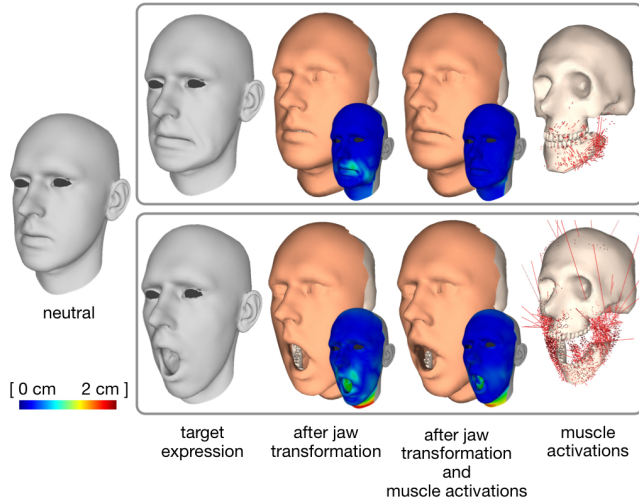 neutral
[ 0 cm 2 cm ]
target
expression
after jaw
transformation
after jaw
transformation
and
muscle activations
muscle
activations